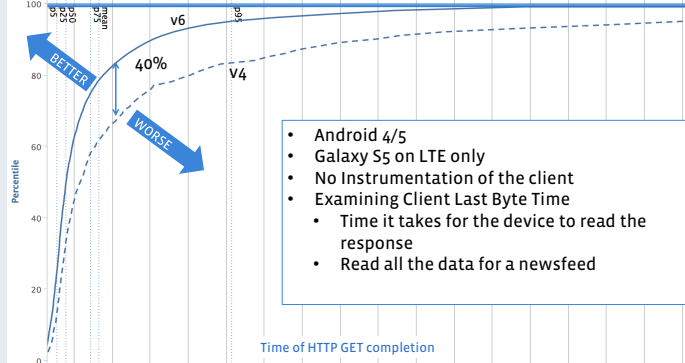 100
p5
p25
p50
p75
mean
p95
v6
BETTER
40%
v4
80
WORSE
60
40
20
0
Percentile
• Android 4/5
• Galaxy S5 on LTE only
• No Instrumentation of the client
• Examining Client Last Byte Time
• Time it takes for the device to read the
response
• Read all the data for a newsfeed
Time of HTTP GET completion